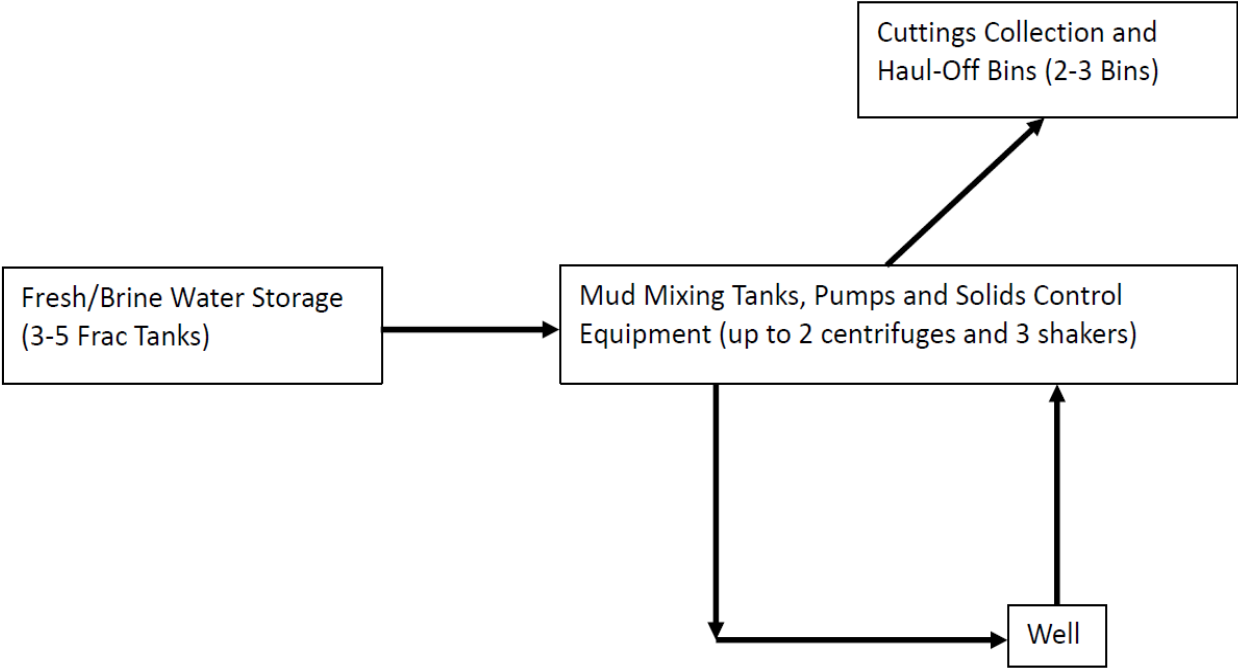 Cuttings Collection and
Haul-Off Bins (2-3 Bins)
Fresh/Brine Water Storage
(3-5 Frac Tanks)
Mud Mixing Tanks, Pumps and Solids Control
Equipment (up to 2 centrifuges and 3 shakers)
Well